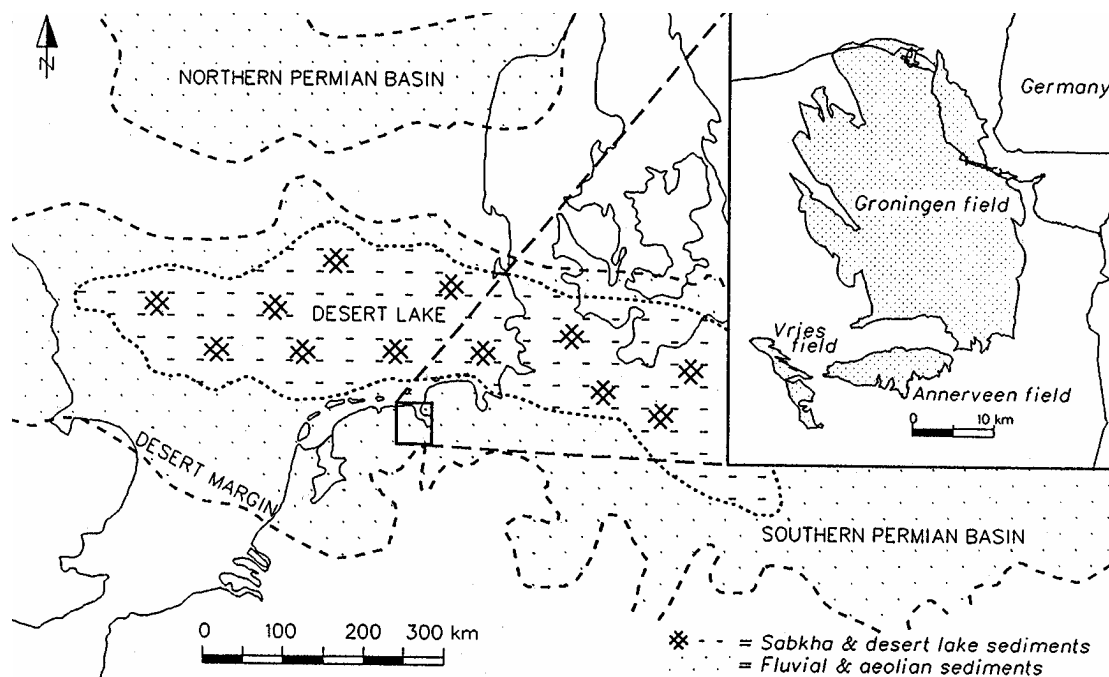 N
NORTHERN PERMIAN BASIN
Germany
Groningen field
DESERT LAKE
Vries
field
Annerveen field
0 10 km
DESERT MARGIN
SOUTHERN PERMIAN BASIN
0 100 200 300 km
= Sabkha & desert lake sediments
= Fluvial & aeolian sediments